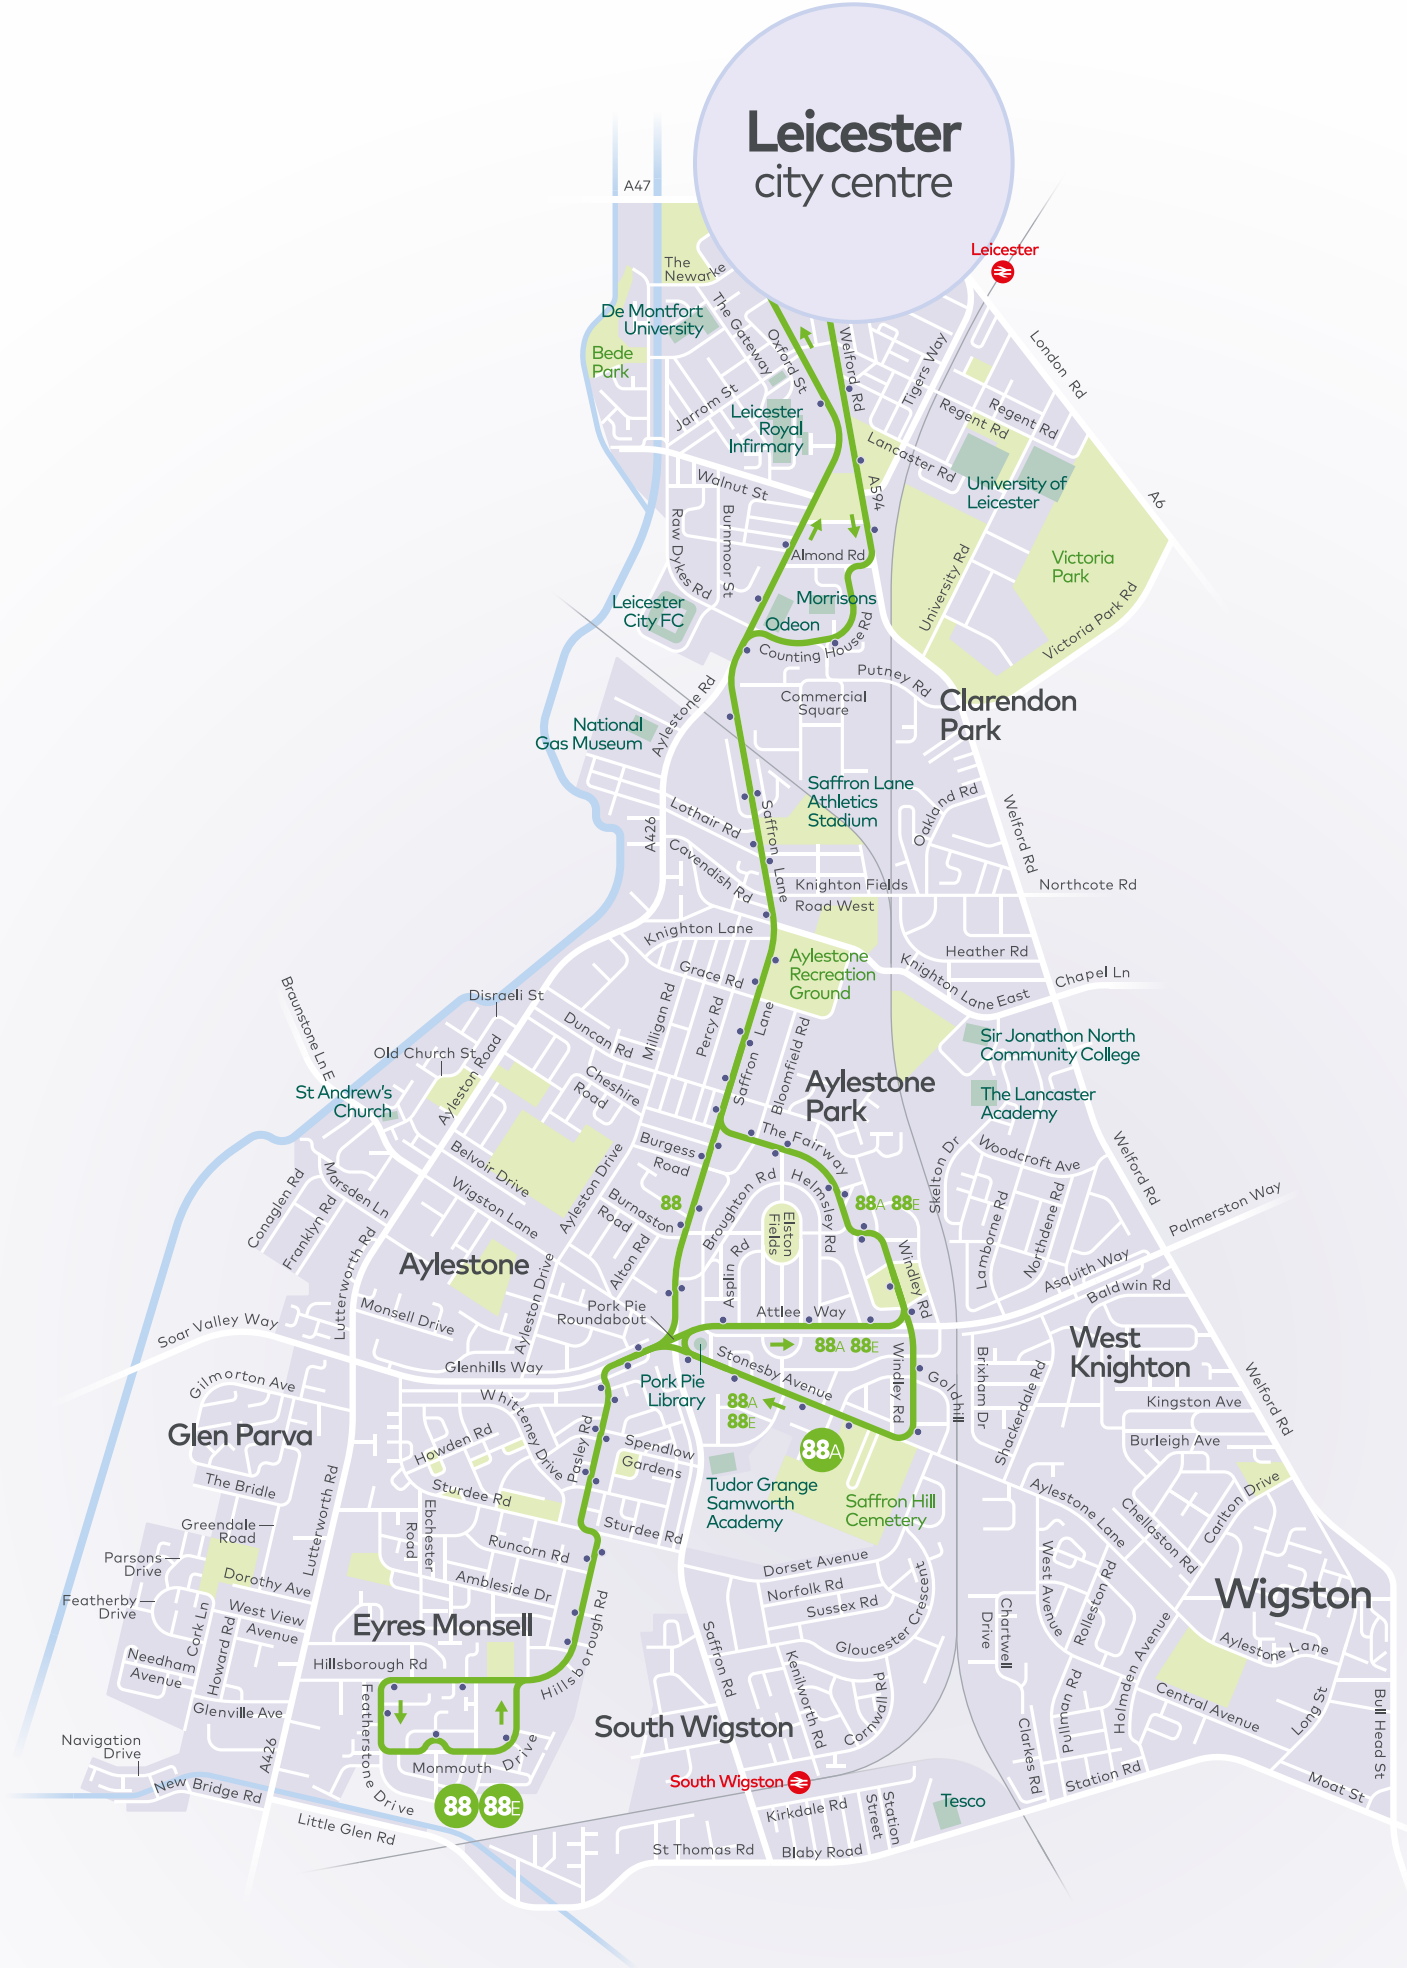 Leicester
city centre
A47
Leicester
The
Newarke
De Montfort
University
The Gateway
Oxford St
Welford Rd
Tigers Way
London Rd
Bede
Park
Jarrom St
Leicester
Royal
Infirmary
Regent Rd
Regent Rd
Lancaster Rd
University of
Leicester
A6
Walnut St
A594
Raw Dykes Rd
Burnmoor St
Almond Rd
University Rd
Victoria
Park
Victoria Park Rd
Leicester
City FC
Morrisons
Odeon
Counting House Rd
Putney Rd
Aylestone Rd
Commercial
Square
Clarendon
Park
National
Gas Museum
Saffron Lane
Athletics
Stadium
Lothair Rd
Saffron Lane
Oakland Rd
Welford Rd
A426
Cavendish Rd
Knighton Fields
Road West
Northcote Rd
Knighton Lane
Heather Rd
Aylestone
Recreation
Ground
Grace Rd
Knighton Lane East
Chapel Ln
Braunstone Ln E
Disraeli St
Duncan Rd
Milligan Rd
Percy Rd
Saffron Lane
Bloomfield Rd
Sir Jonathon North
Community College
Old Church St
Ayleston Road
Cheshire
Road
St Andrew's
Church
Aylestone
Park
The Lancaster
Academy
Belvoir Drive
Burgess
Road
The Fairway
Skelton Dr
Woodcroft Ave
Welford Rd
Conaglen Rd
Marsden Ln
Franklyn Rd
Wigston Lane
Ayleston Drive
Burnaston
Road
88
Broughton Rd
Helmsley Rd
88A 88E
Elston
Fields
Lamborne Rd
Northdene Rd
Palmerston Way
Aylestone
Lutterworth Rd
Alton Rd
Asplin Rd
Windley Rd
Asquith Way
Baldwin Rd
Ayleston Drive
Monsell Drive
Pork Pie
Roundabout
Attlee Way
Soar Valley Way
88A 88E
West
Knighton
Glenhills Way
Stonesby Avenue
Windley Rd
Goldhill
Brixham Dr
Shackerdale Rd
Welford Rd
Gilmorton Ave
Pork Pie
Library
88A
88E
Kingston Ave
Whitteney Drive
Glen Parva
Howden Rd
Pasley Rd
Spendlow
Gardens
88A
Burleigh Ave
The Bridle
Lutterworth Rd
Sturdee Rd
Tudor Grange
Samworth
Academy
Saffron Hill
Cemetery
Aylestone Lane
Chellaston Rd
Carlton Drive
Greendale
Road
Ebchester
Road
Sturdee Rd
Runcorn Rd
Parsons
Drive
Dorothy Ave
Ambleside Dr
Dorset Avenue
Norfolk Rd
Sussex Rd
West Avenue
Rolleston Rd
Wigston
Featherby
Drive
Cork Ln
West View
Avenue
Howard Rd
Eyres Monsell
Hillsborough Rd
Saffron Rd
Gloucester Crescent
Chartwell
Drive
Holmden Avenue
Aylestone Lane
Needham
Avenue
Hillsborough Rd
Kenilworth Rd
Cornwall Rd
Pullman Rd
Central Avenue
Long St
Bull Head St
Glenville Ave
Featherstone Drive
South Wigston
Clarkes Rd
Navigation
Drive
A426
Monmouth Drive
New Bridge Rd
88
88E
South Wigston
Station Rd
Moat St
Little Glen Rd
Kirkdale Rd
Station
Street
Tesco
St Thomas Rd
Blaby Road